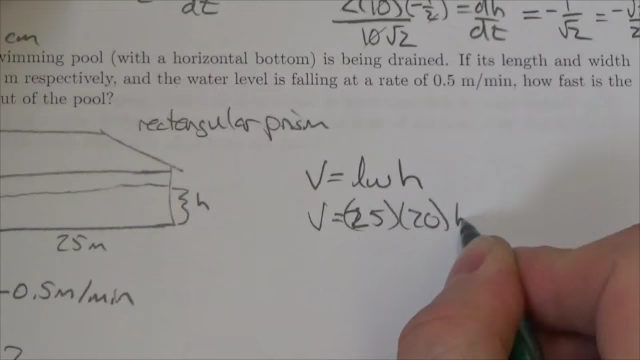 dt
2(10)(-1/2) / 10√2 = dh/dt = -1/√2 =
cm
wimming pool (with a horizontal bottom) is being drained. If its length and width
m respectively, and the water level is falling at a rate of 0.5 m/min, how fast is the
ut of the pool?
rectangular prism
V = lwh
h
V = (25)(20)h
25m
-0.5m/min
?